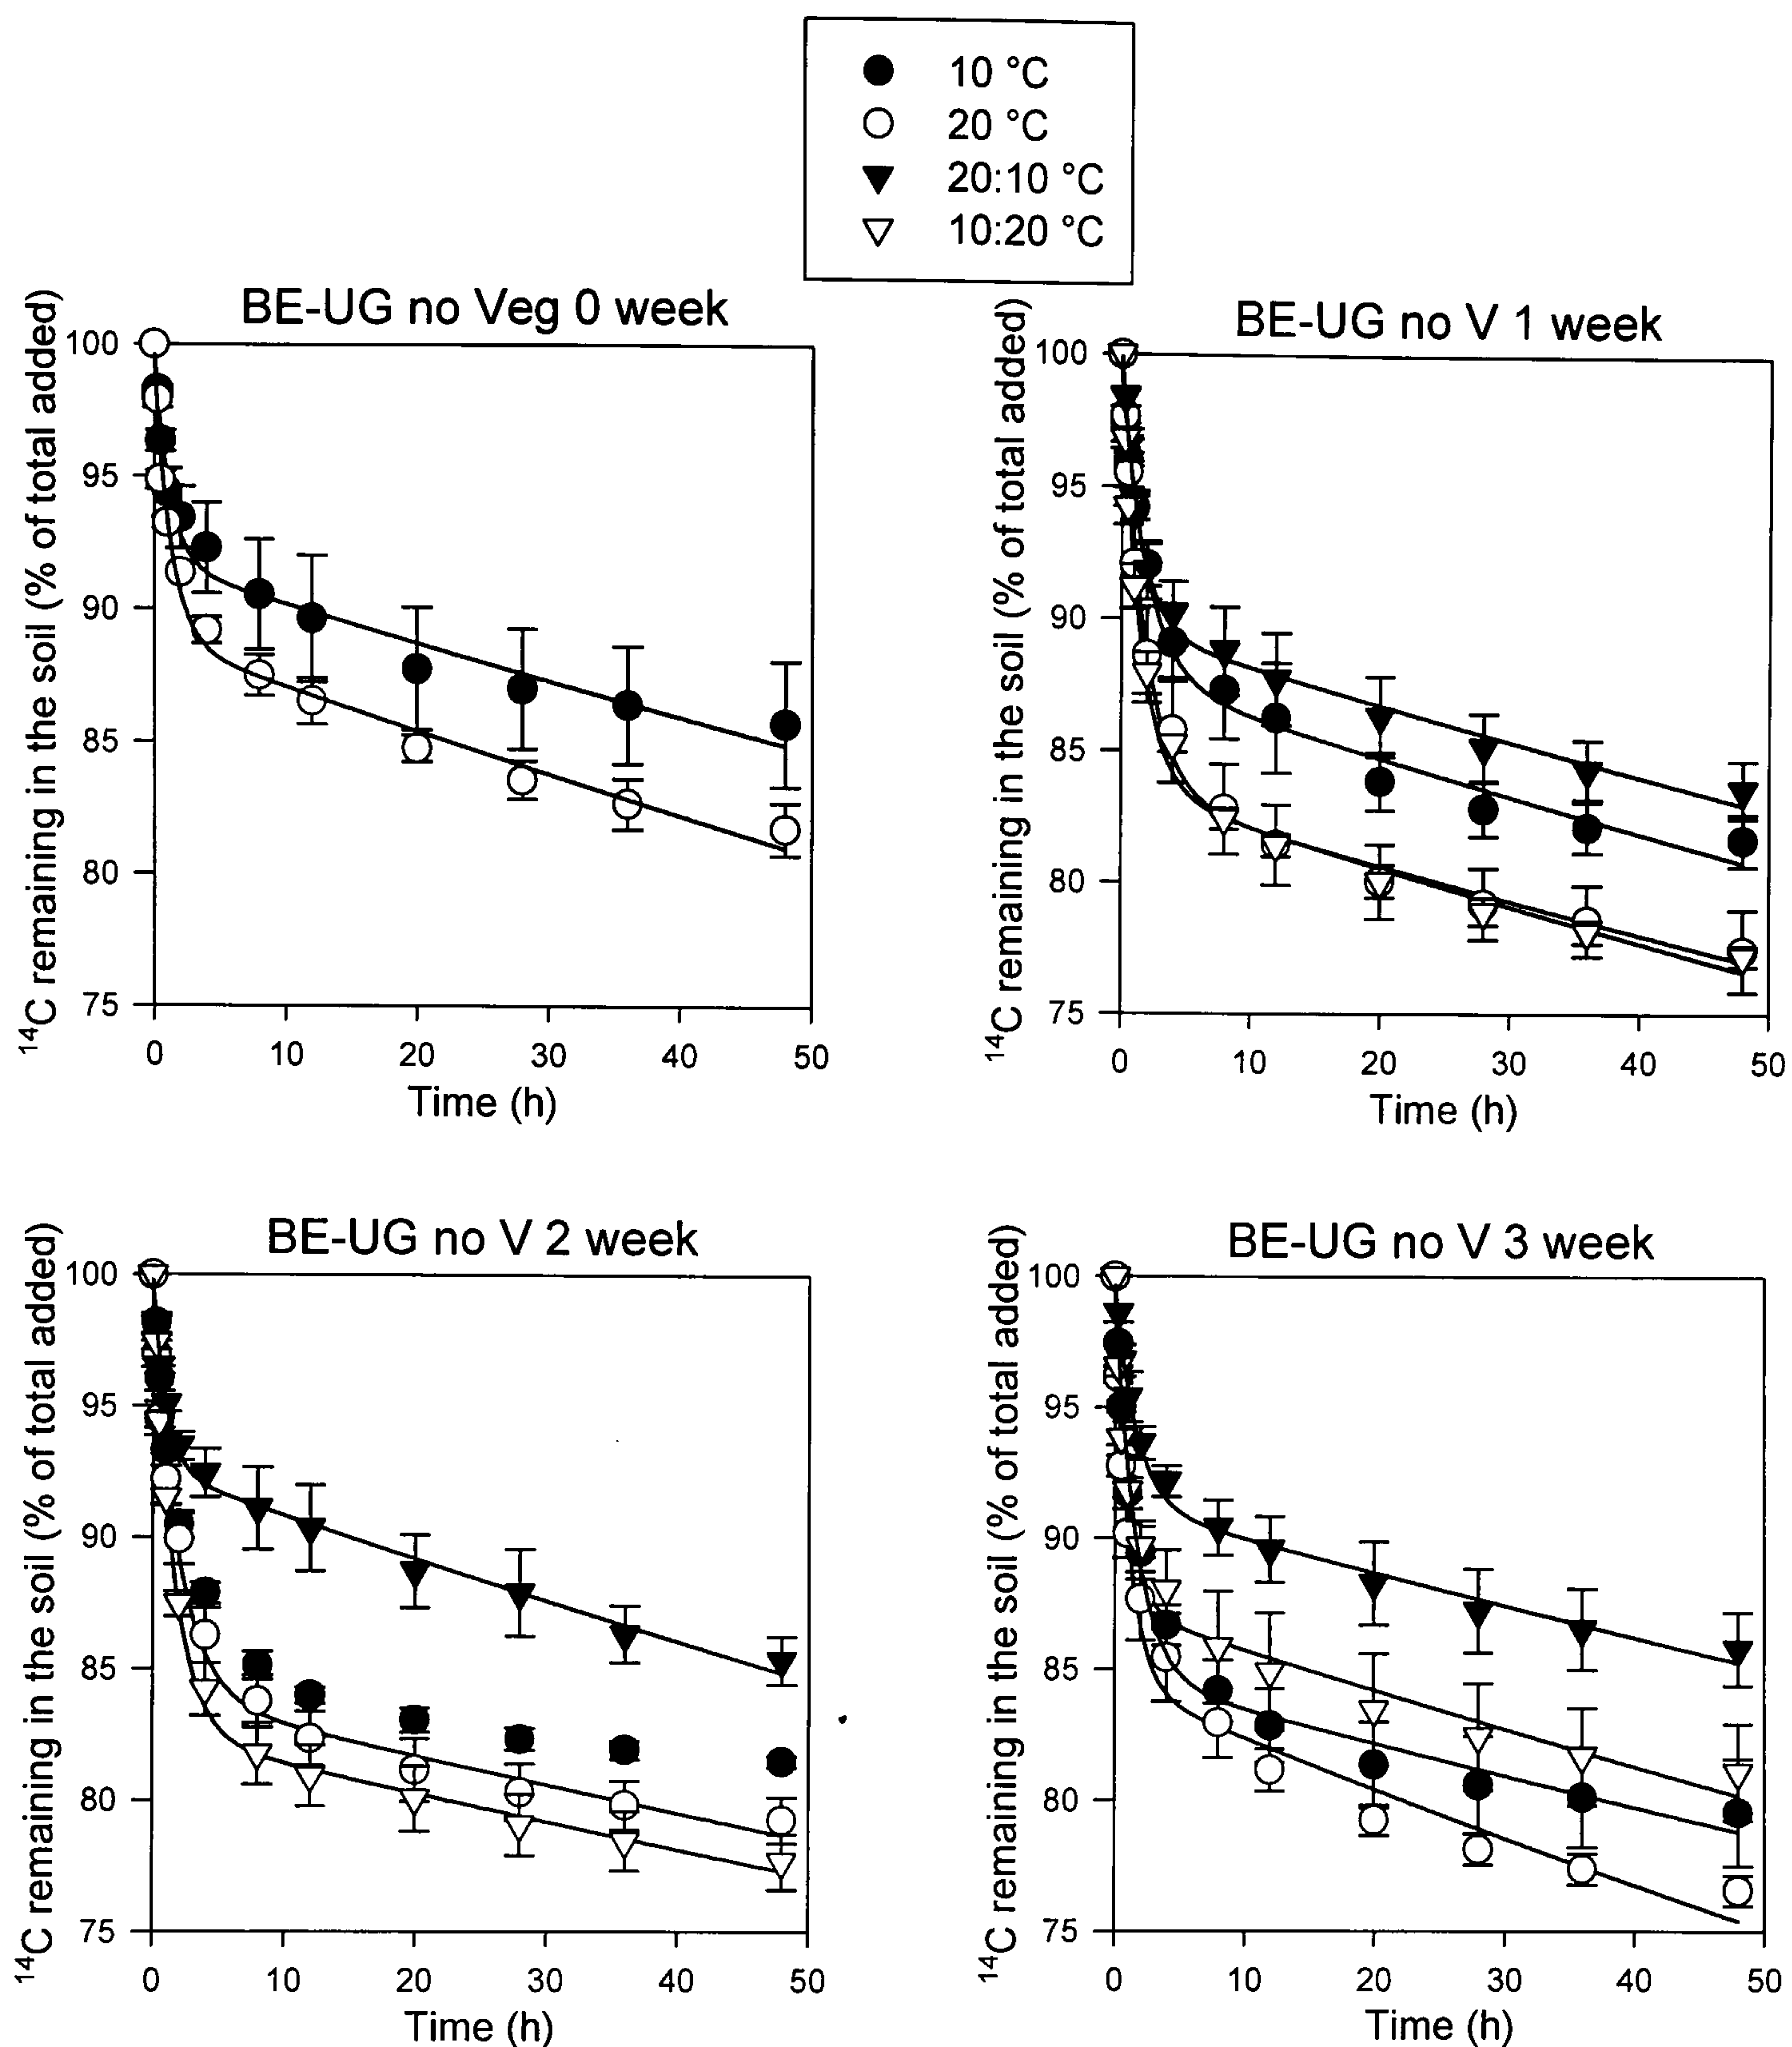 10 °C
20 °C
20:10 °C
10:20 °C
BE-UG no Veg 0 week
¹⁴C remaining in the soil (% of total added)
100
95
90
85
80
75
0 10 20 30 40 50
Time (h)
BE-UG no V 1 week
¹⁴C remaining in the soil (% of total added)
100
95
90
85
80
75
0 10 20 30 40 50
Time (h)
BE-UG no V 2 week
¹⁴C remaining in the soil (% of total added)
100
95
90
85
80
75
0 10 20 30 40 50
Time (h)
BE-UG no V 3 week
¹⁴C remaining in the soil (% of total added)
100
95
90
85
80
75
0 10 20 30 40 50
Time (h)